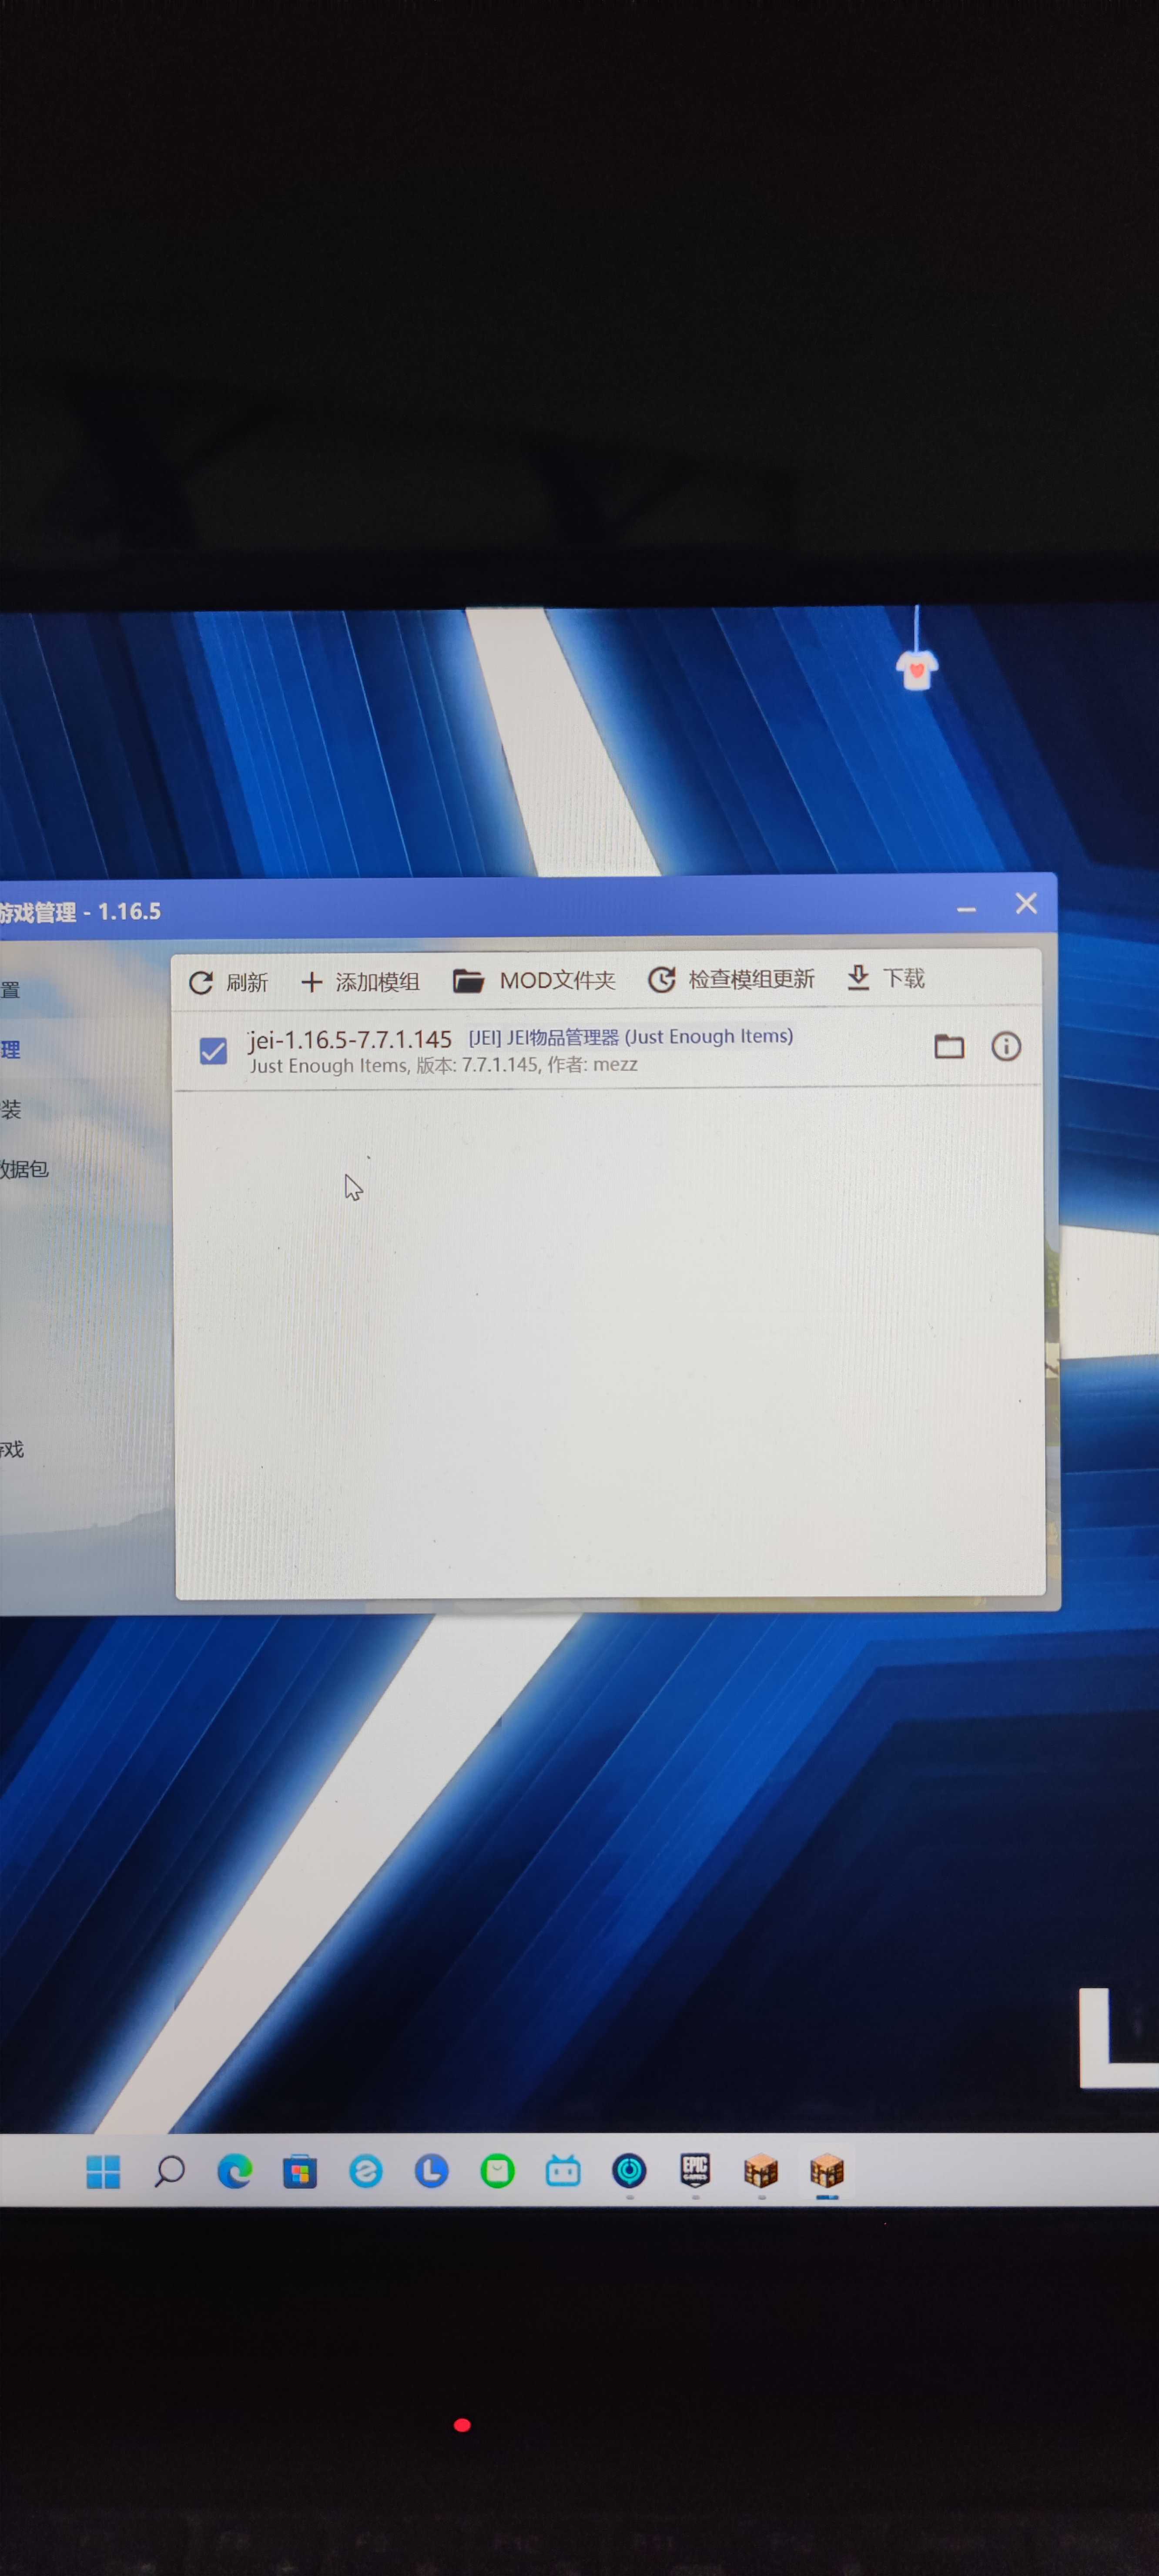 游戏管理 - 1.16.5
置
刷新 添加模组 MOD文件夹 检查模组更新 下载
理
jei-1.16.5-7.7.1.145 [JEI] JEI物品管理器 (Just Enough Items)
Just Enough Items, 版本: 7.7.1.145, 作者: mezz
装
数据包
游戏
L
EPIC
GAMES